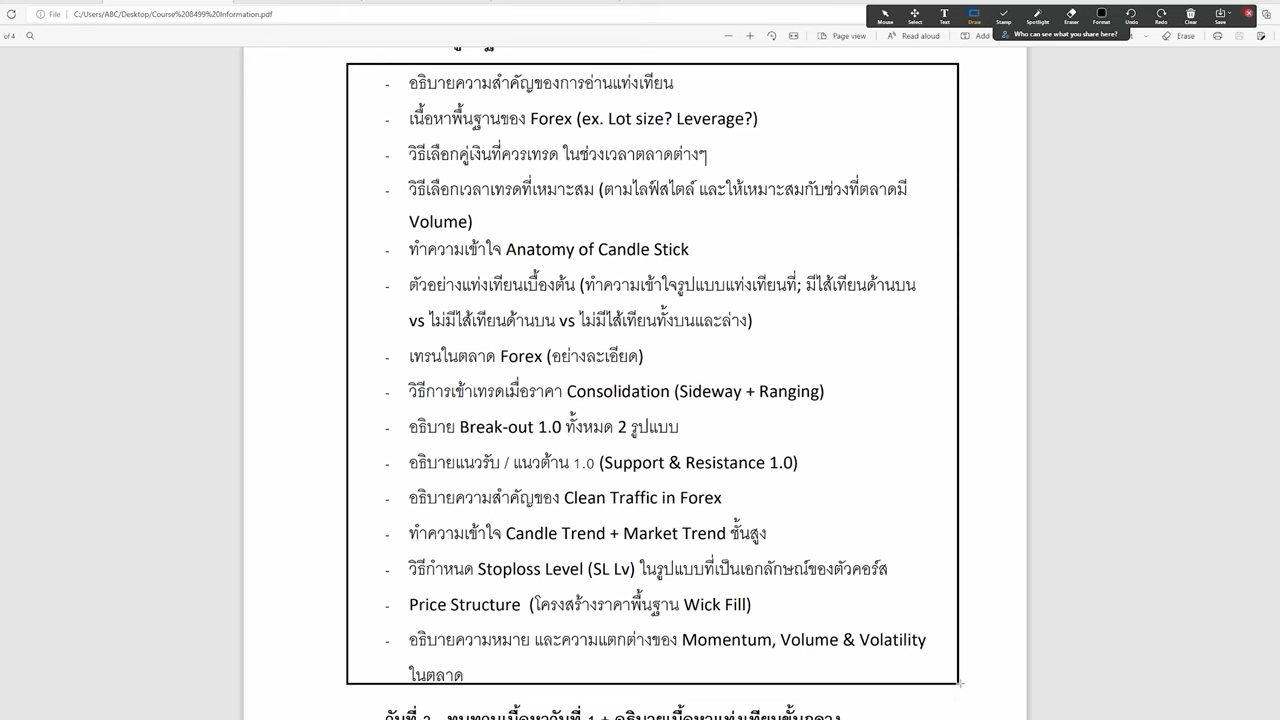 File C:/Users/ABC/Desktop/Course%208499%20Information.pdf
Mouse Select Text Draw Stamp Spotlight Eraser Format Undo Redo Clear Save
Who can see what you share here?
of 4 Page view Read aloud Add Erase
- อธิบายความสำคัญของการอ่านแท่งเทียน
- เนื้อหาพื้นฐานของ Forex (ex. Lot size? Leverage?)
- วิธีเลือกคู่เงินที่ควรเทรด ในช่วงเวลาตลาดต่างๆ
- วิธีเลือกเวลาเทรดที่เหมาะสม (ตามไลฟ์สไตล์ และให้เหมาะสมกับช่วงที่ตลาดมี
Volume)
- ทำความเข้าใจ Anatomy of Candle Stick
- ตัวอย่างแท่งเทียนเบื้องต้น (ทำความเข้าใจรูปแบบแท่งเทียนที่; มีไส้เทียนด้านบน
vs ไม่มีไส้เทียนด้านบน vs ไม่มีไส้เทียนทั้งบนและล่าง)
- เทรนในตลาด Forex (อย่างละเอียด)
- วิธีการเข้าเทรดเมื่อราคา Consolidation (Sideway + Ranging)
- อธิบาย Break-out 1.0 ทั้งหมด 2 รูปแบบ
- อธิบายแนวรับ / แนวต้าน 1.0 (Support & Resistance 1.0)
- อธิบายความสำคัญของ Clean Traffic in Forex
- ทำความเข้าใจ Candle Trend + Market Trend ชั้นสูง
- วิธีกำหนด Stoploss Level (SL Lv) ในรูปแบบที่เป็นเอกลักษณ์ของตัวคอร์ส
- Price Structure (โครงสร้างราคาพื้นฐาน Wick Fill)
- อธิบายความหมาย และความแตกต่างของ Momentum, Volume & Volatility
ในตลาด